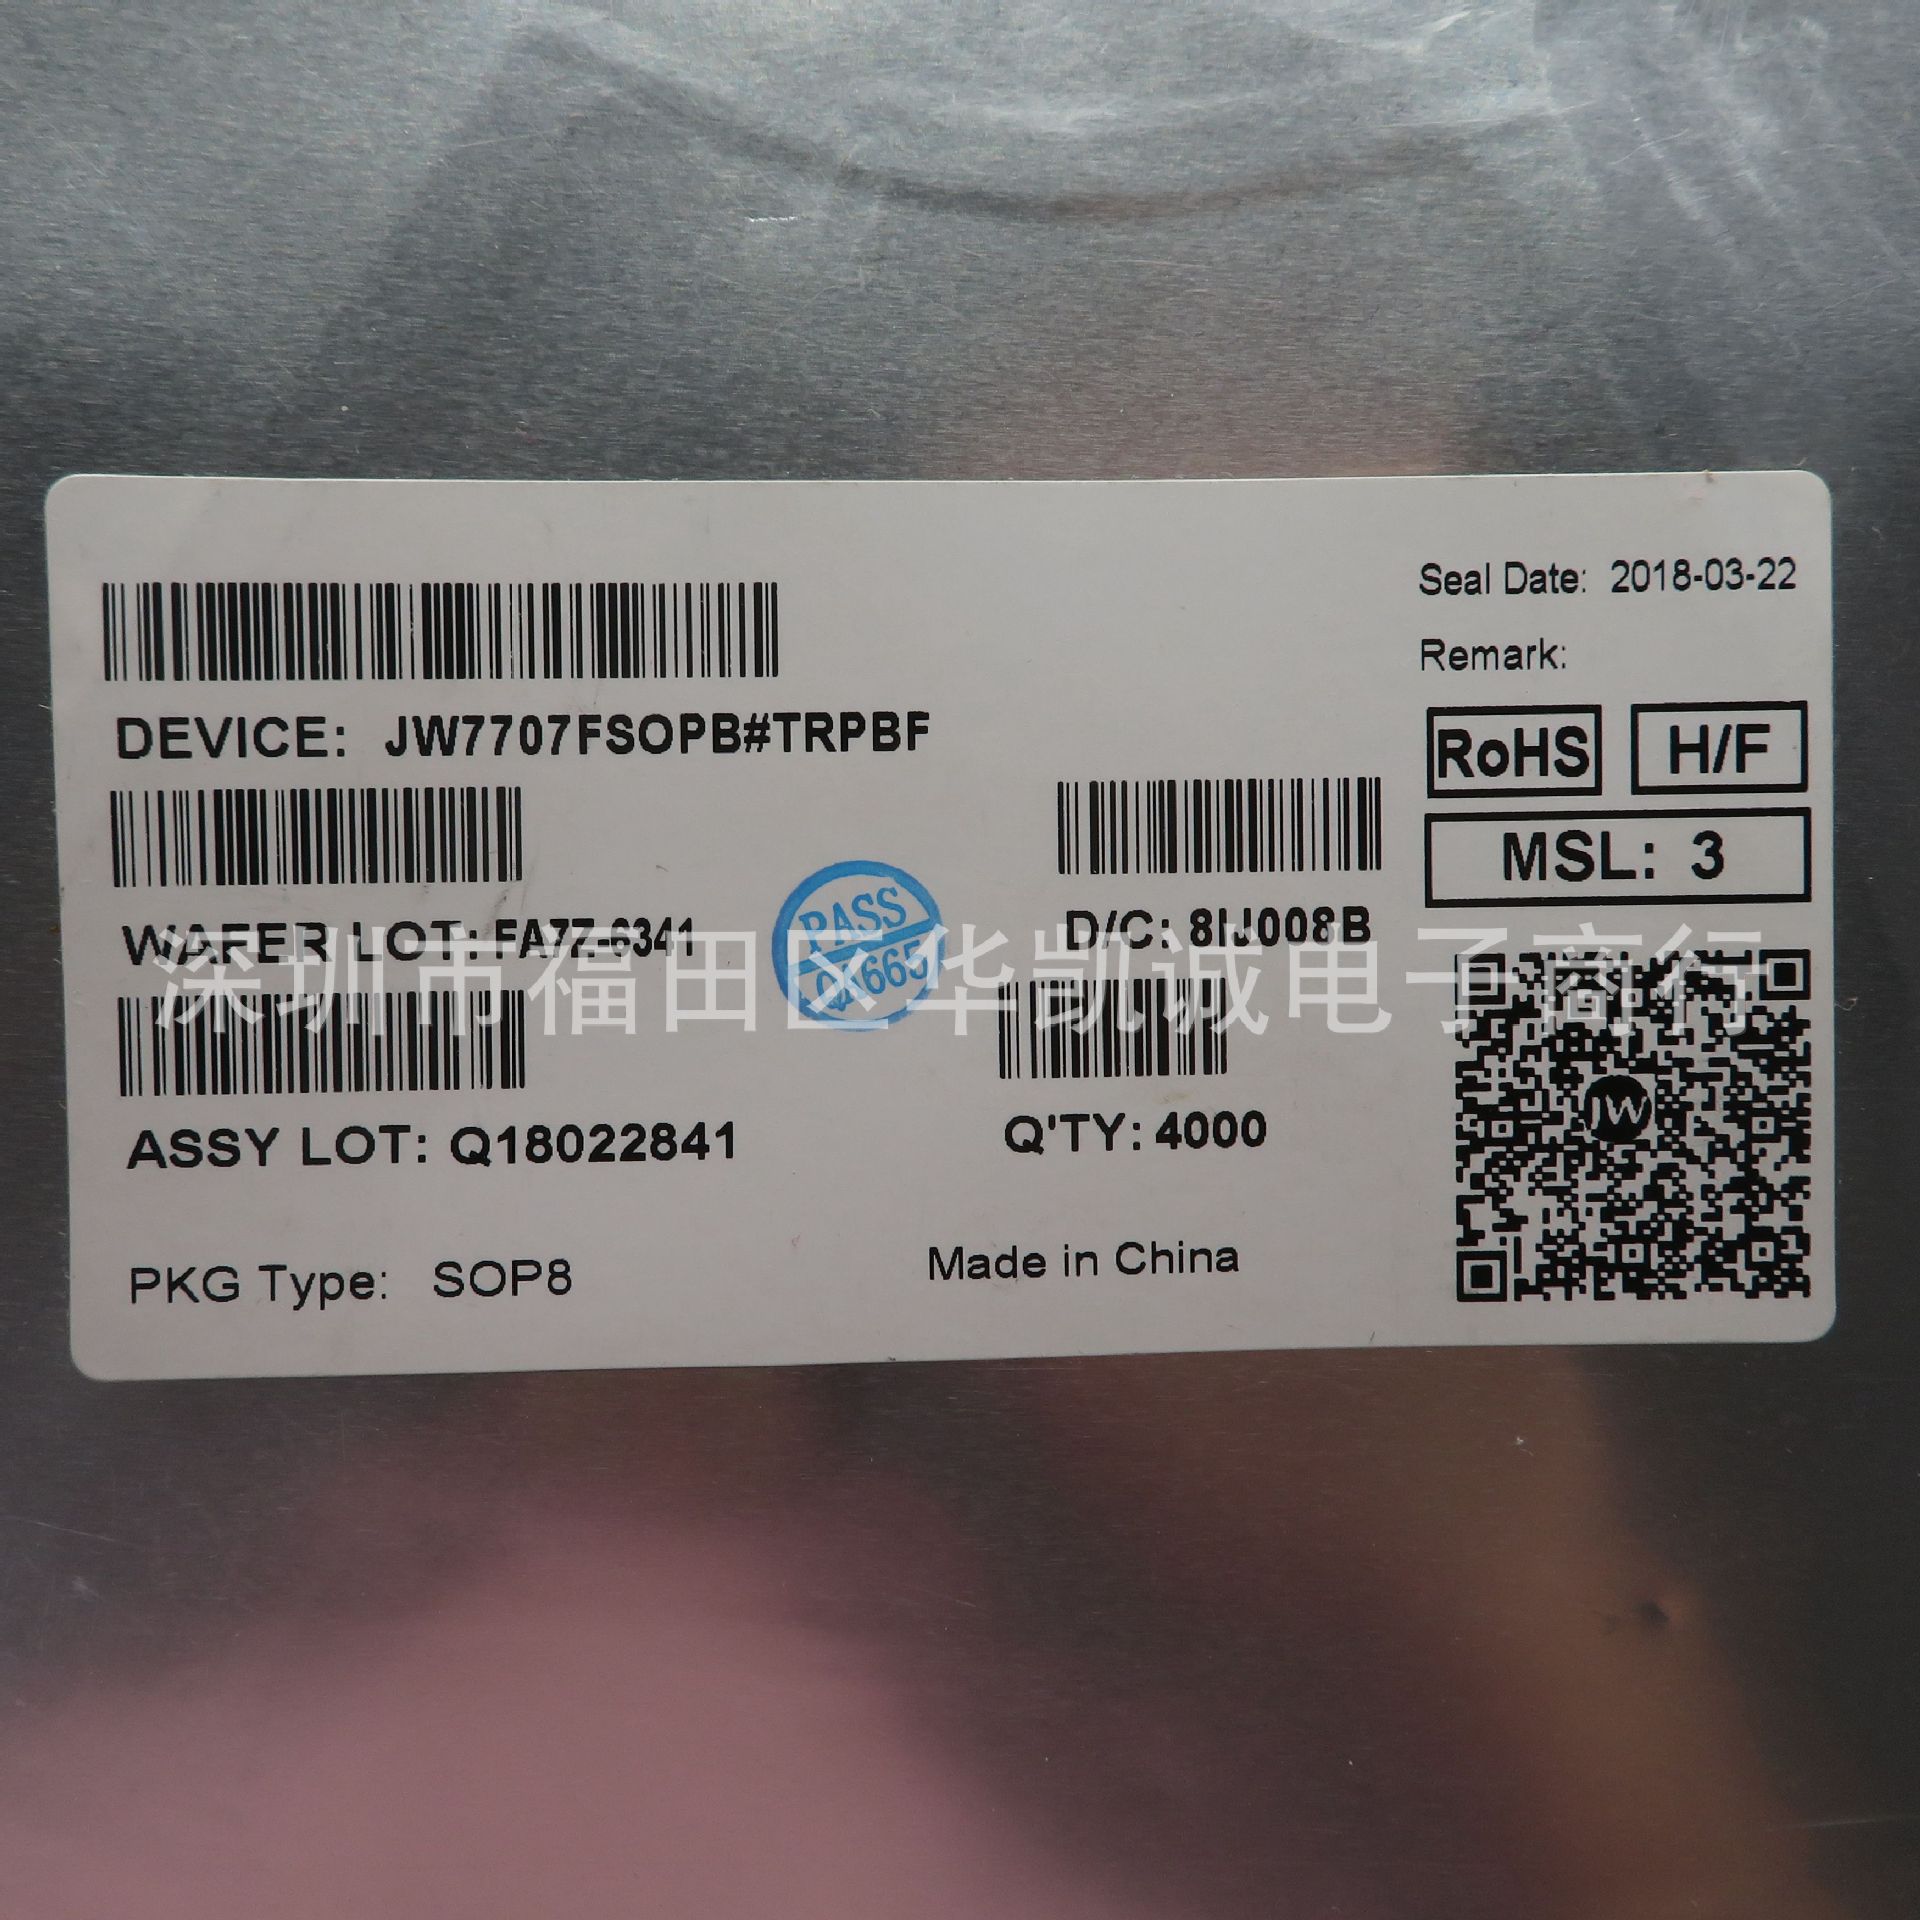 Seal Date: 2018-03-22
Remark:
DEVICE: JW7707FSOPB#TRPBF
RoHS H/F
MSL: 3
WAFER LOT: FA7Z-6341
PASS
QA665
D/C: 8IJ008B
深圳市福田区华凯诚电子商行
JW
ASSY LOT: Q18022841
Q'TY: 4000
PKG Type: SOP8
Made in China